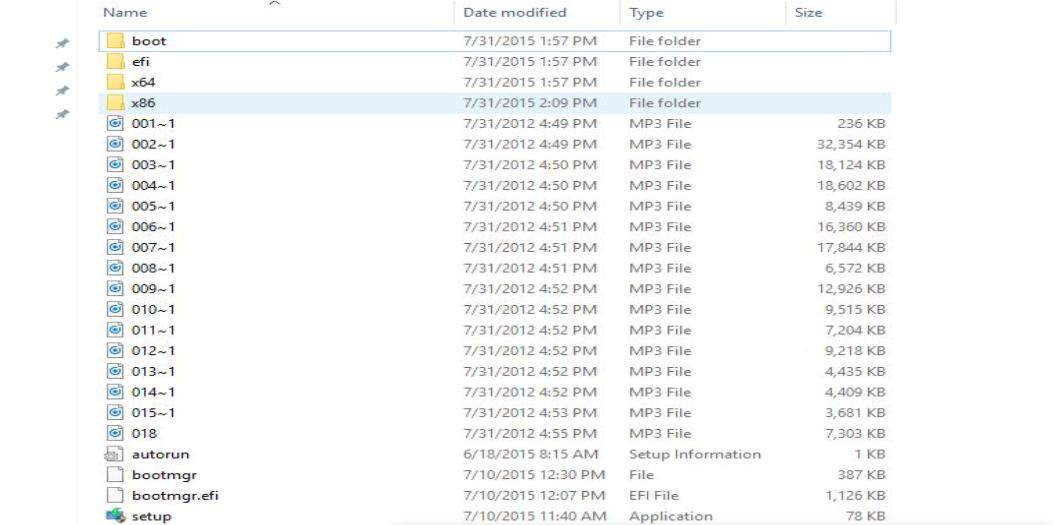 Name Date modified Type Size
boot 7/31/2015 1:57 PM File folder
efi 7/31/2015 1:57 PM File folder
x64 7/31/2015 1:57 PM File folder
x86 7/31/2015 2:09 PM File folder
001~1 7/31/2012 4:49 PM MP3 File 236 KB
002~1 7/31/2012 4:49 PM MP3 File 32,354 KB
003~1 7/31/2012 4:50 PM MP3 File 18,124 KB
004~1 7/31/2012 4:50 PM MP3 File 18,602 KB
005~1 7/31/2012 4:50 PM MP3 File 8,439 KB
006~1 7/31/2012 4:51 PM MP3 File 16,360 KB
007~1 7/31/2012 4:51 PM MP3 File 17,844 KB
008~1 7/31/2012 4:51 PM MP3 File 6,572 KB
009~1 7/31/2012 4:52 PM MP3 File 12,926 KB
010~1 7/31/2012 4:52 PM MP3 File 9,515 KB
011~1 7/31/2012 4:52 PM MP3 File 7,204 KB
012~1 7/31/2012 4:52 PM MP3 File 9,218 KB
013~1 7/31/2012 4:52 PM MP3 File 4,435 KB
014~1 7/31/2012 4:52 PM MP3 File 4,409 KB
015~1 7/31/2012 4:53 PM MP3 File 3,681 KB
018 7/31/2012 4:55 PM MP3 File 7,303 KB
autorun 6/18/2015 8:15 AM Setup Information 1 KB
bootmgr 7/10/2015 12:30 PM File 387 KB
bootmgr.efi 7/10/2015 12:07 PM EFI File 1,126 KB
setup 7/10/2015 11:40 AM Application 78 KB